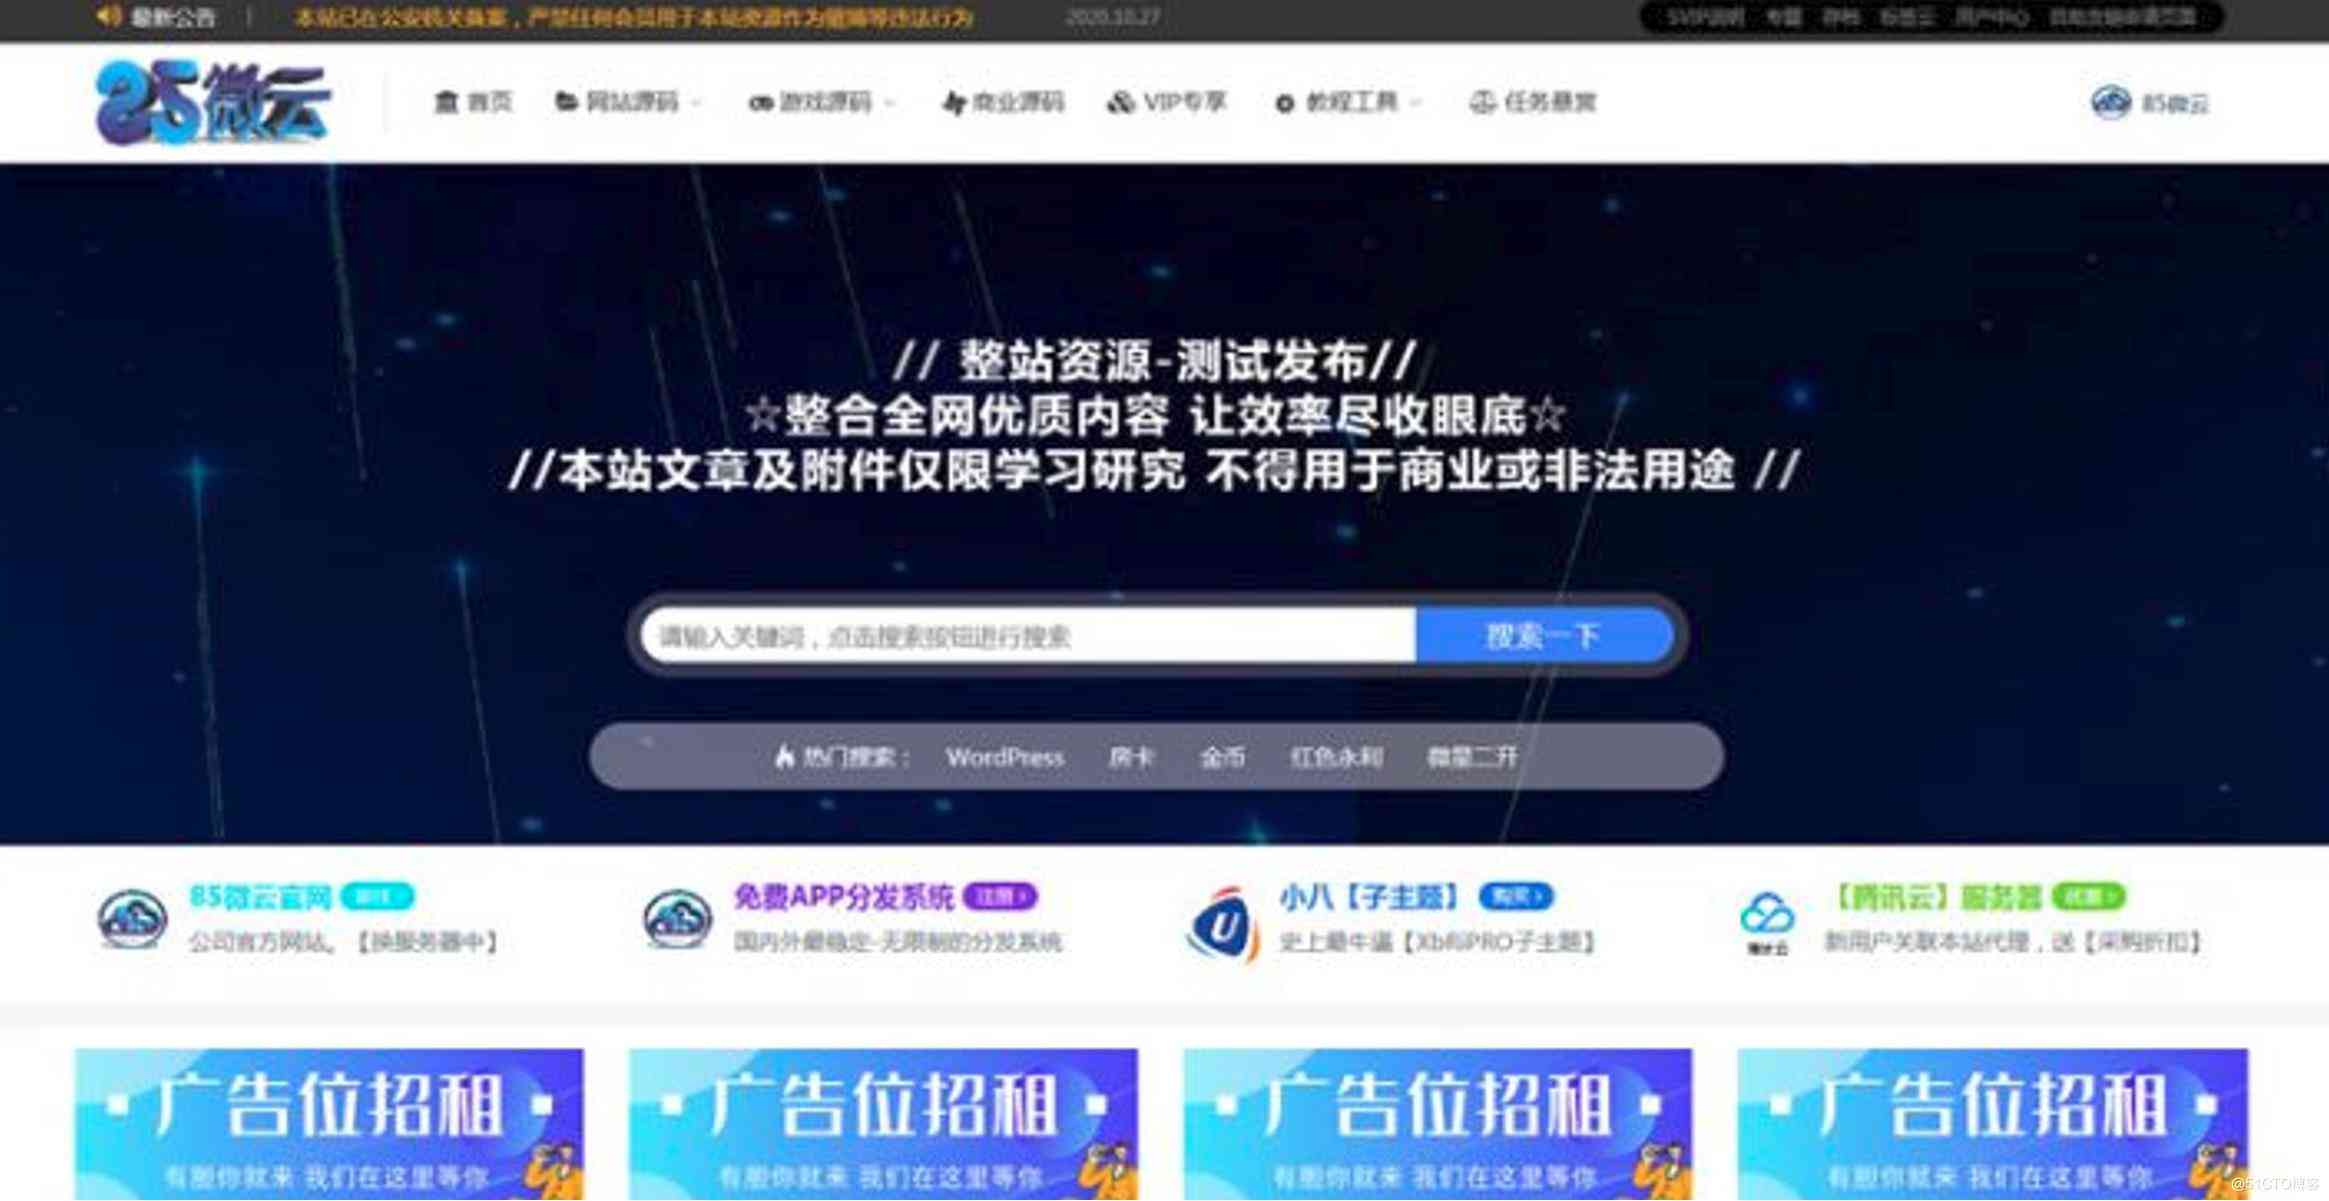 最新公告
本站已在公安机关备案，严禁任何会员用于本站资源作为赌博等违法行为
2020.10.27
SVIP说明 专题 存档 标签云 用户中心 自助友链申请页面
85微云
首页 网站源码 游戏源码 商业源码 VIP专享 教程工具 任务悬赏
85微云
// 整站资源-测试发布//
☆整合全网优质内容 让效率尽收眼底☆
//本站文章及附件仅限学习研究 不得用于商业或非法用途 //
请输入关键词，点击搜索按钮进行搜索
搜索一下
热门搜索： WordPress 房卡 金币 红色永利 微星二开
85微云官网
公司官方网站。【换服务器中】
免费APP分发系统 注册
国内外最稳定-无限制的分发系统
小八【子主题】 购买
史上最牛逼【Xb市PRO子主题】
【腾讯云】服务器 优惠
新用户关联本站代理，送【采购折扣】
广告位招租
有胆你就来 我们在这里等你
广告位招租
有胆你就来 我们在这里等你
广告位招租
有胆你就来 我们在这里等你
广告位招租
有胆你就来 我们在这里等你
@51CTO博客